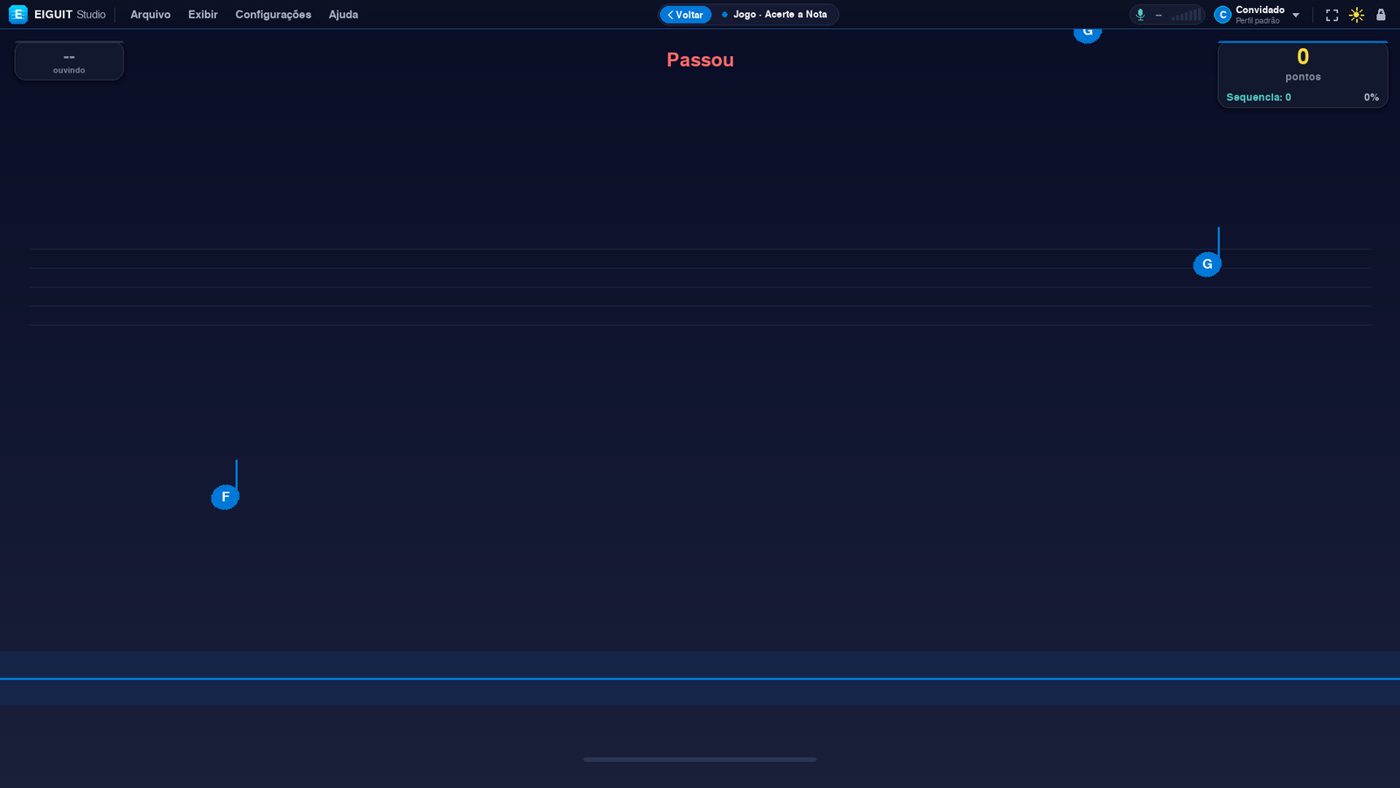 E EIGUIT Studio Arquivo Exibir Configurações Ajuda Voltar Jogo · Acerte a Nota -- C Convidado
Perfil padrão
G
--
ouvindo
Passou
0
pontos
Sequencia: 0 0%
G
F